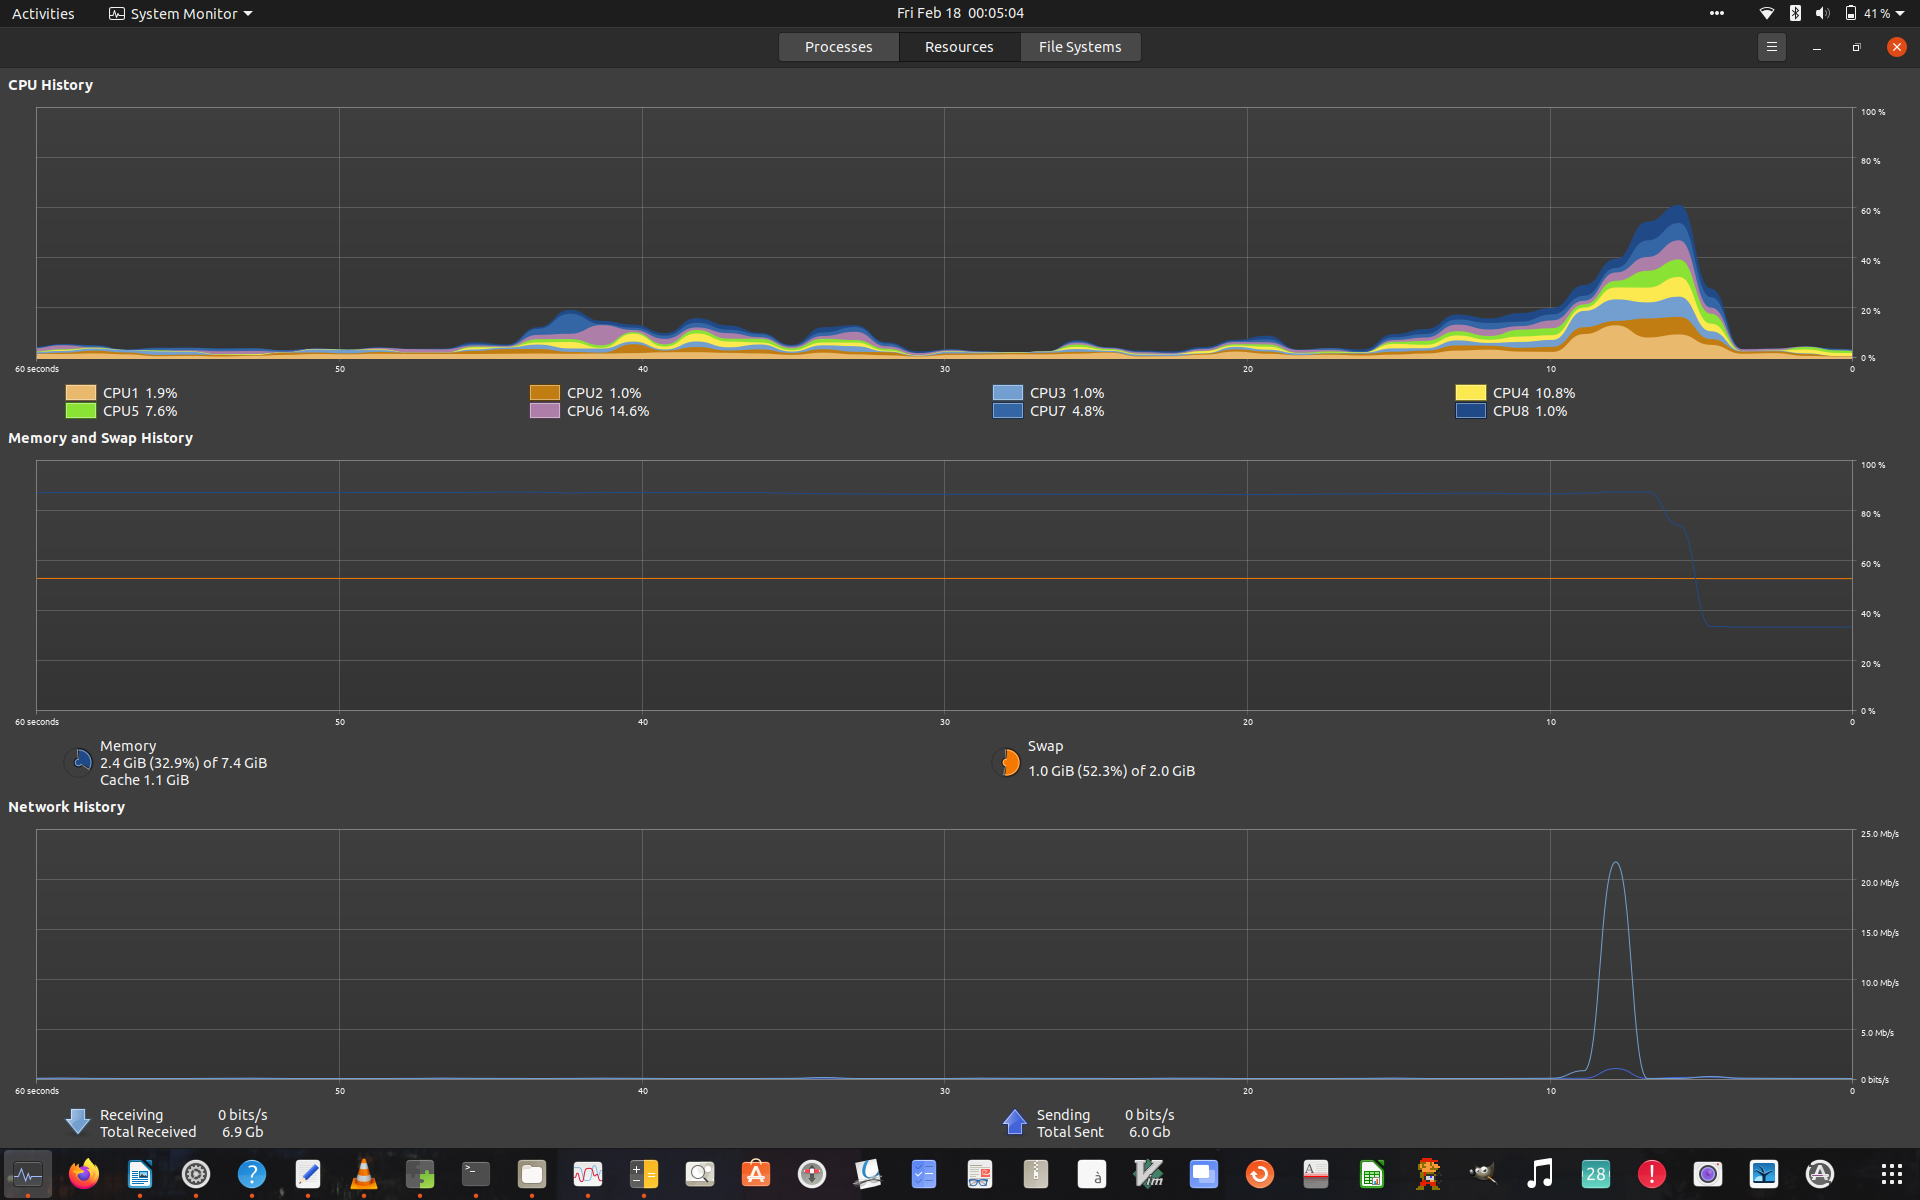 Activities System Monitor Fri Feb 18 00:05:04 41 %
Processes Resources File Systems
CPU History
100 %
80 %
60 %
40 %
20 %
0 %
60 seconds 50 40 30 20 10 0
CPU1 1.9% CPU2 1.0% CPU3 1.0% CPU4 10.8%
CPU5 7.6% CPU6 14.6% CPU7 4.8% CPU8 1.0%
Memory and Swap History
100 %
80 %
60 %
40 %
20 %
0 %
60 seconds 50 40 30 20 10 0
Memory Swap
2.4 GiB (32.9%) of 7.4 GiB 1.0 GiB (52.3%) of 2.0 GiB
Cache 1.1 GiB
Network History
25.0 Mb/s
20.0 Mb/s
15.0 Mb/s
10.0 Mb/s
5.0 Mb/s
0 bits/s
60 seconds 50 40 30 20 10 0
Receiving 0 bits/s Sending 0 bits/s
Total Received 6.9 Gb Total Sent 6.0 Gb
? >_ à Vim A 28 !